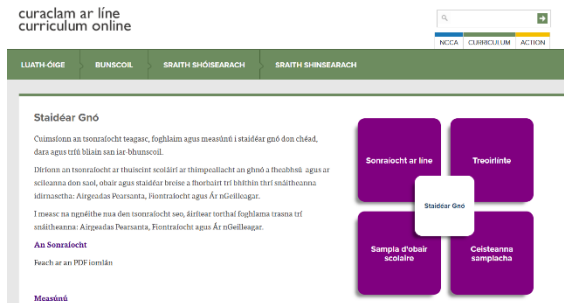 curaclam ar líne
curriculum online
NCCA CURRICULUM ACTION
LUATH-ÓIGE BUNSCOIL SRAITH SHÓISEARACH SRAITH SHINSEARACH
Staidéar Gnó
Cuimsíonn an tsonraíocht teagasc, foghlaim agus measúnú i staidéar gnó don chéad,
dara agus tríú bliain san iar-bhunscoil.
Díríonn an tsonraíocht ar thuiscint scoláirí ar thimpeallacht an ghnó a fheabhsú agus ar
scileanna don saol, obair agus staidéar breise a fhorbairt trí bhíthin thrí snáitheanna
idirnasctha: Airgeadas Pearsanta, Fiontraíocht agus Ár nGeilleagar.
I measc na ngnéithe nua den tsonraíocht seo, áirítear torthaí foghlama trasna trí
snáitheanna: Airgeadas Pearsanta, Fiontraíocht agus Ár nGeilleagar.
An Sonraíocht
Feach ar an PDF iomlán
Measúnú
Sonraíocht ar líne
Treoirlínte
Staidéar Gnó
Sampla d'obair
scoláire
Ceisteanna
samplacha